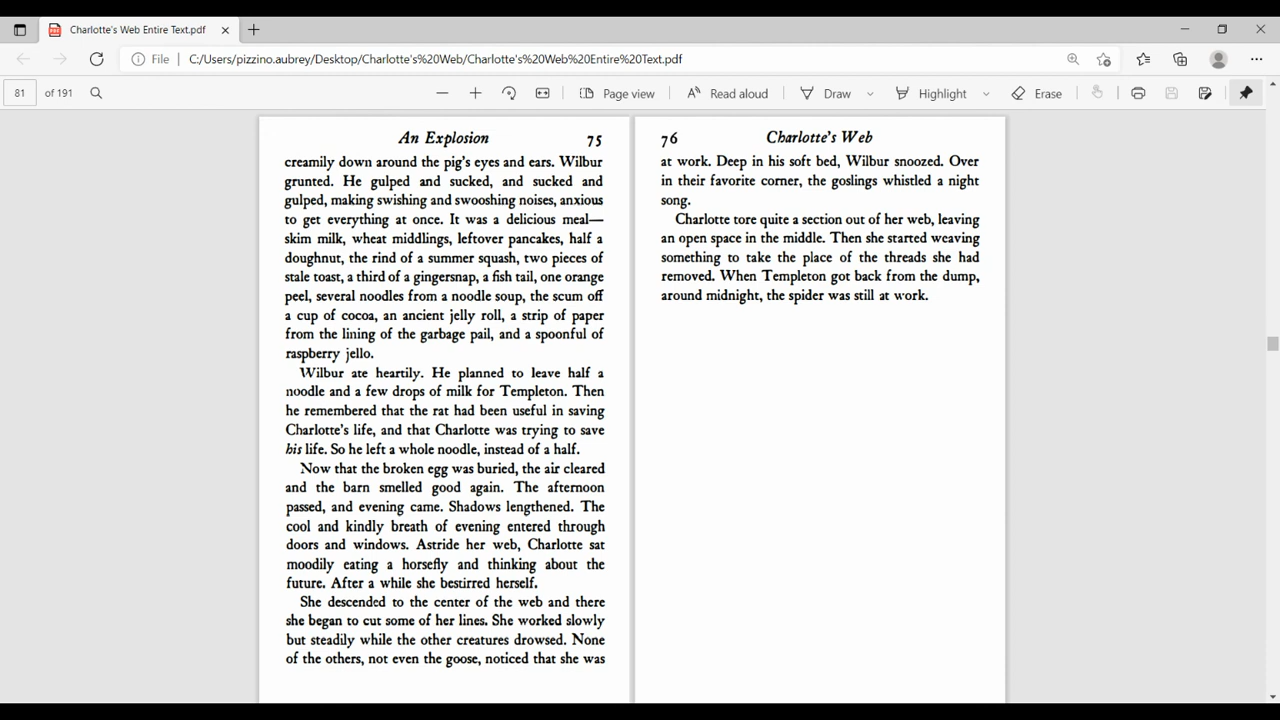 Charlotte's Web Entire Text.pdf
File C:/Users/pizzino.aubrey/Desktop/Charlotte's%20Web/Charlotte's%20Web%20Entire%20Text.pdf
81 of 191 Page view Read aloud Draw Highlight Erase
An Explosion 75
creamily down around the pig's eyes and ears. Wilbur
grunted. He gulped and sucked, and sucked and
gulped, making swishing and swooshing noises, anxious
to get everything at once. It was a delicious meal—
skim milk, wheat middlings, leftover pancakes, half a
doughnut, the rind of a summer squash, two pieces of
stale toast, a third of a gingersnap, a fish tail, one orange
peel, several noodles from a noodle soup, the scum off
a cup of cocoa, an ancient jelly roll, a strip of paper
from the lining of the garbage pail, and a spoonful of
raspberry jello.
Wilbur ate heartily. He planned to leave half a
noodle and a few drops of milk for Templeton. Then
he remembered that the rat had been useful in saving
Charlotte's life, and that Charlotte was trying to save
his life. So he left a whole noodle, instead of a half.
Now that the broken egg was buried, the air cleared
and the barn smelled good again. The afternoon
passed, and evening came. Shadows lengthened. The
cool and kindly breath of evening entered through
doors and windows. Astride her web, Charlotte sat
moodily eating a horsefly and thinking about the
future. After a while she bestirred herself.
She descended to the center of the web and there
she began to cut some of her lines. She worked slowly
but steadily while the other creatures drowsed. None
of the others, not even the goose, noticed that she was
76 Charlotte's Web
at work. Deep in his soft bed, Wilbur snoozed. Over
in their favorite corner, the goslings whistled a night
song.
Charlotte tore quite a section out of her web, leaving
an open space in the middle. Then she started weaving
something to take the place of the threads she had
removed. When Templeton got back from the dump,
around midnight, the spider was still at work.